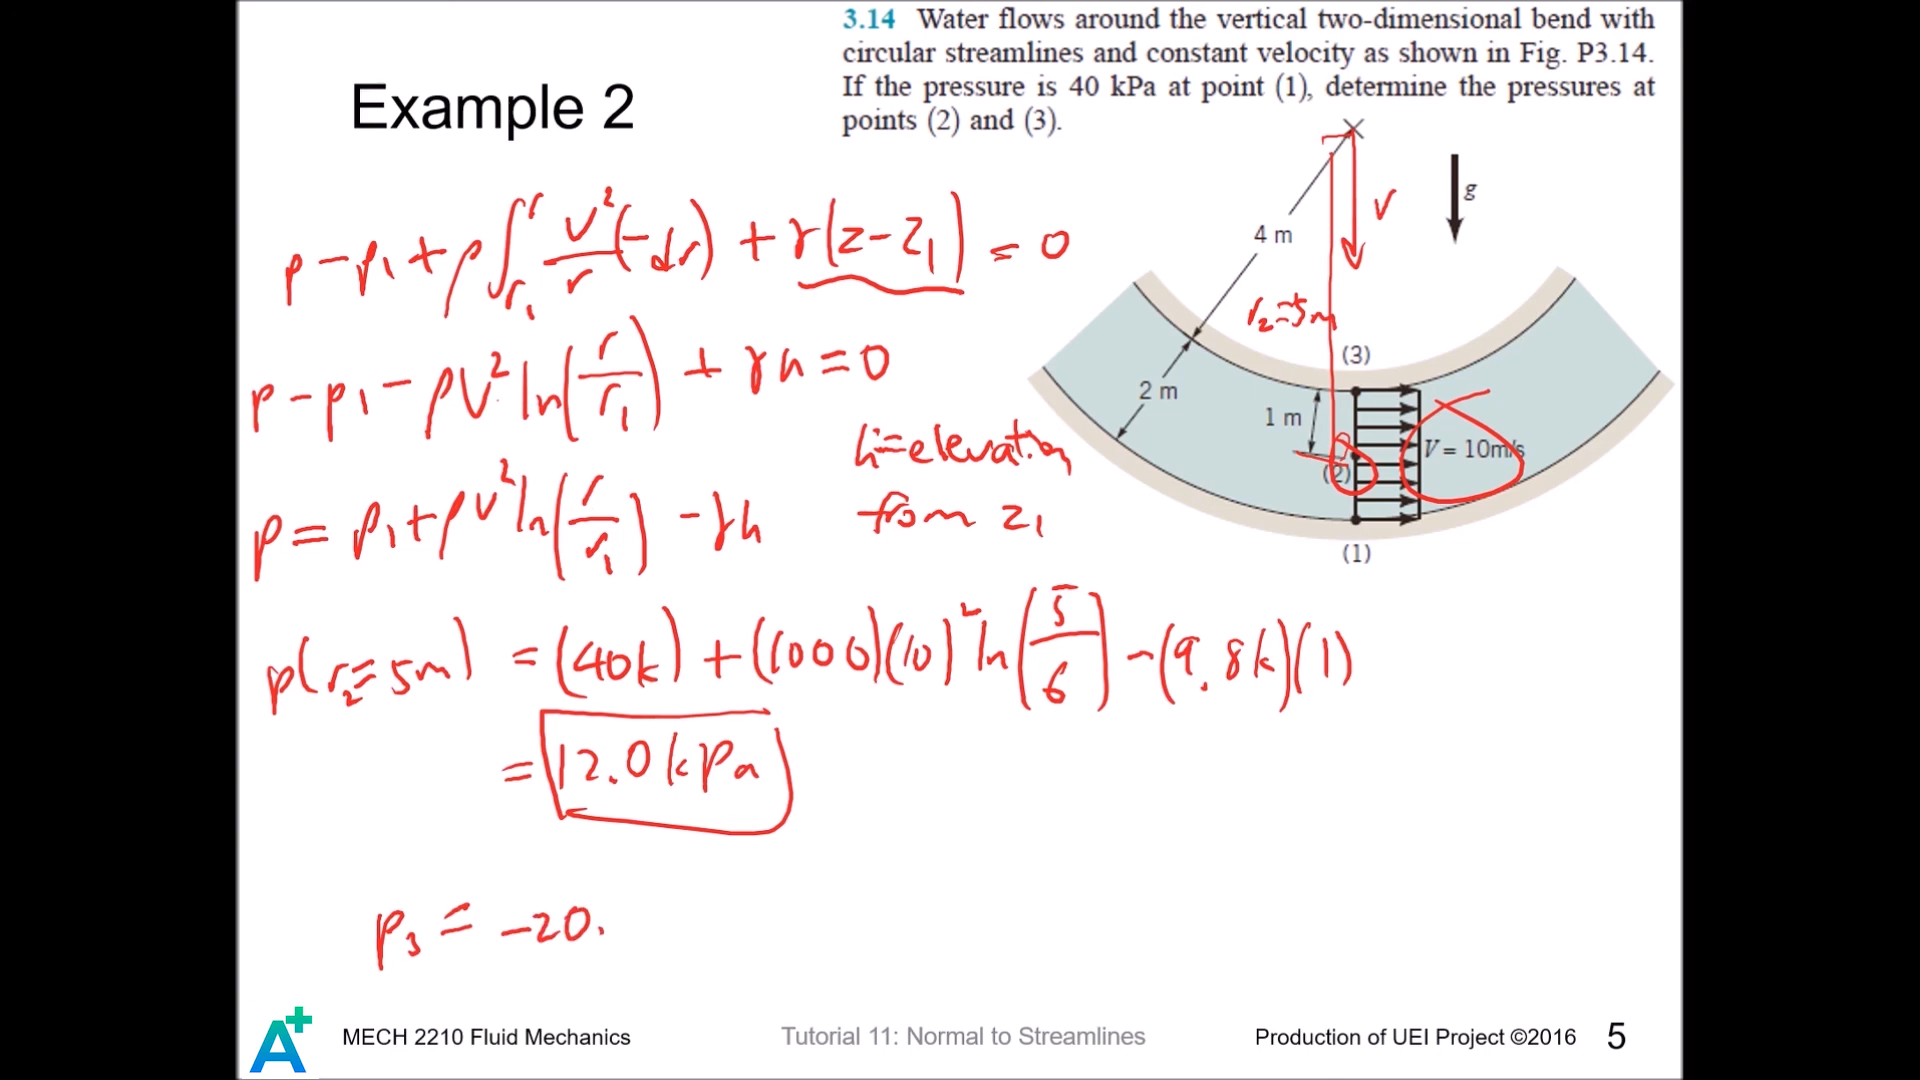 3.14 Water flows around the vertical two-dimensional bend with
circular streamlines and constant velocity as shown in Fig. P3.14.
If the pressure is 40 kPa at point (1), determine the pressures at
points (2) and (3).
Example 2
p - p₁ + ρ ∫ᵣ₁ʳ V²/r (-dr) + γ(z - z₁) = 0
p - p₁ - ρV² ln(r/r₁) + γh = 0
h = elevation
from z₁
p = p₁ + ρV² ln(r/r₁) - γh
p(r₂ = 5m) = (40k) + (1000)(10)² ln(5/6) - (9.8k)(1)
= 12.0 kPa
p₃ = -20.
g
r
4 m
r₂=5m
(3)
2 m
1 m
V = 10m/s
(2)
(1)
A+
MECH 2210 Fluid Mechanics
Tutorial 11: Normal to Streamlines
Production of UEI Project ©2016
5